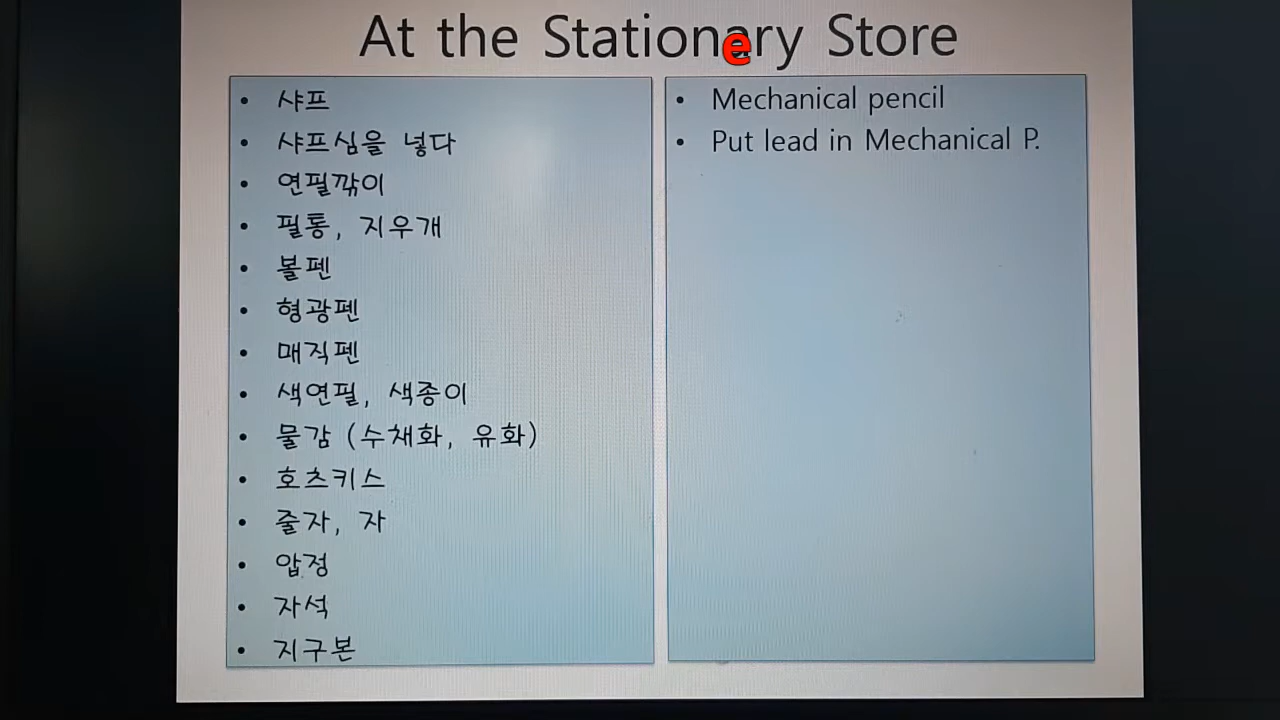 At the Stationery Store
샤프
샤프심을 넣다
연필깎이
필통, 지우개
볼펜
형광펜
매직펜
색연필, 색종이
물감 (수채화, 유화)
호츠키스
줄자, 자
압정
자석
지구본
Mechanical pencil
Put lead in Mechanical P.